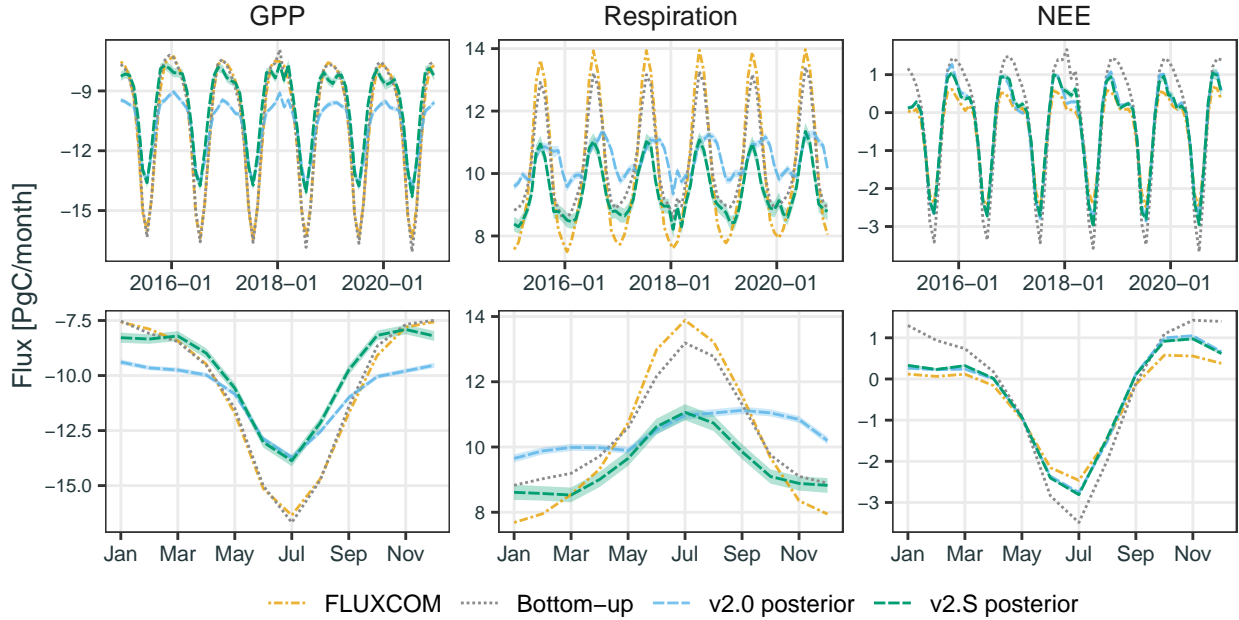 GPP
Respiration
NEE
Flux [PgC/month]
−9
−12
−15
2016−01
2018−01
2020−01
14
12
10
8
2016−01
2018−01
2020−01
1
0
−1
−2
−3
2016−01
2018−01
2020−01
−7.5
−10.0
−12.5
−15.0
Jan
Mar
May
Jul
Sep
Nov
14
12
10
8
Jan
Mar
May
Jul
Sep
Nov
1
0
−1
−2
−3
Jan
Mar
May
Jul
Sep
Nov
FLUXCOM
Bottom−up
v2.0 posterior
v2.S posterior